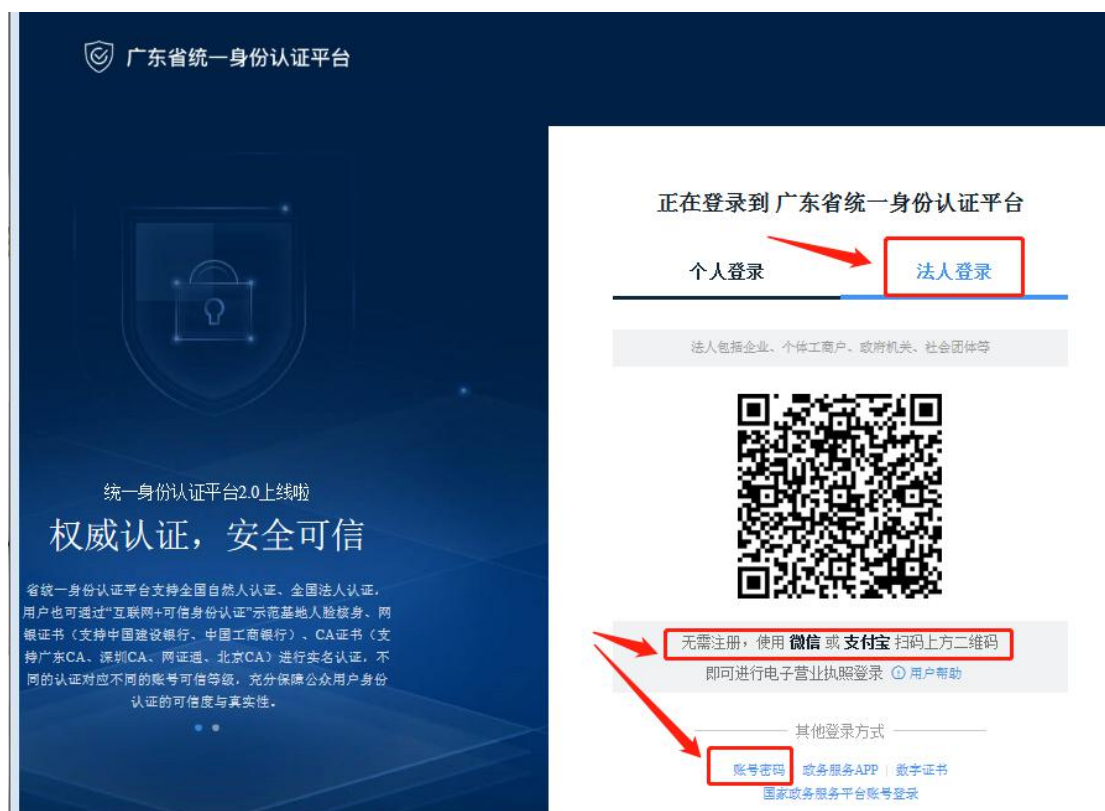 广东省统一身份认证平台
正在登录到 广东省统一身份认证平台
个人登录 法人登录
法人包括企业、个体工商户、政府机关、社会团体等
统一身份认证平台2.0上线啦
权威认证，安全可信
省统一身份认证平台支持全国自然人认证、全国法人认证。
用户也可通过“互联网+可信身份认证”示范基地人脸核身、网
银证书（支持中国建设银行、中国工商银行）、CA证书（支
持广东CA、深圳CA、网证通、北京CA）进行实名认证。不
同的认证对应不同的账号可信等级，充分保障公众用户身份
认证的可信度与真实性。
无需注册，使用 微信 或 支付宝 扫码上方二维码
即可进行电子营业执照登录 用户帮助
其他登录方式
账号密码 政务服务APP | 数字证书
国家政务服务平台账号登录